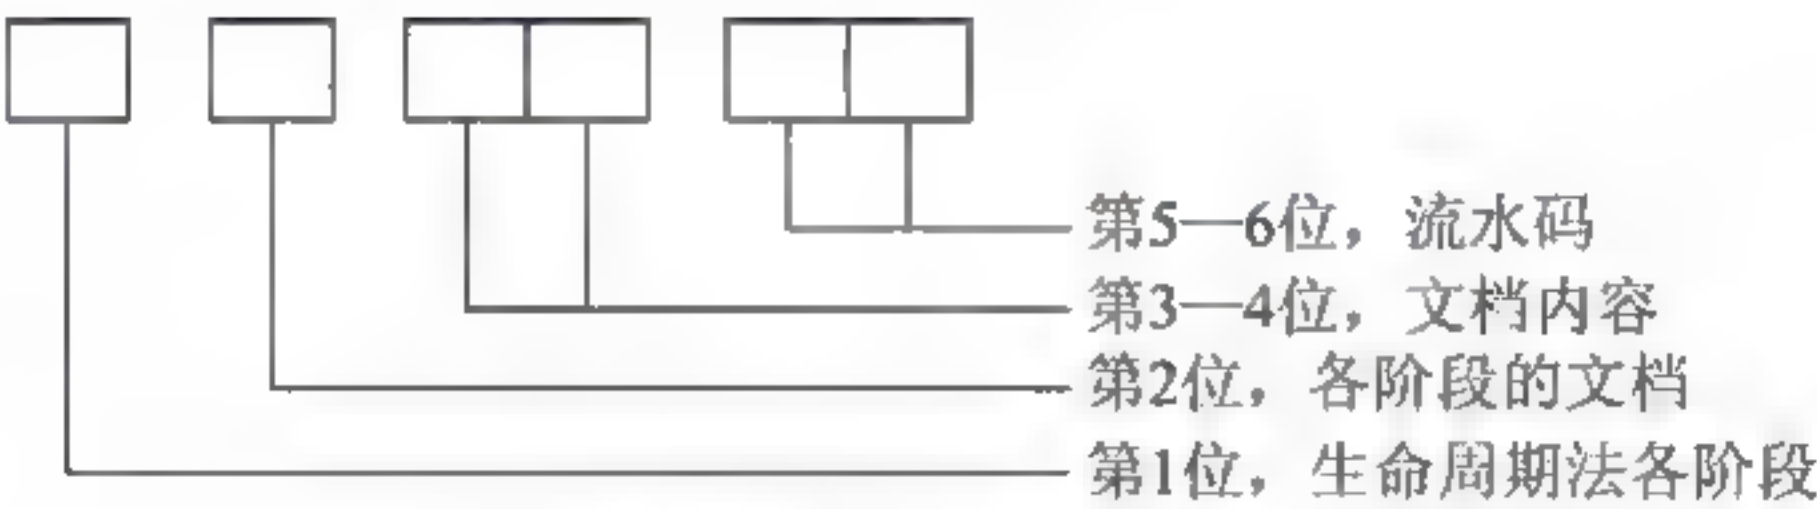 第5—6位，流水码
第3—4位，文档内容
第2位，各阶段的文档
第1位，生命周期法各阶段